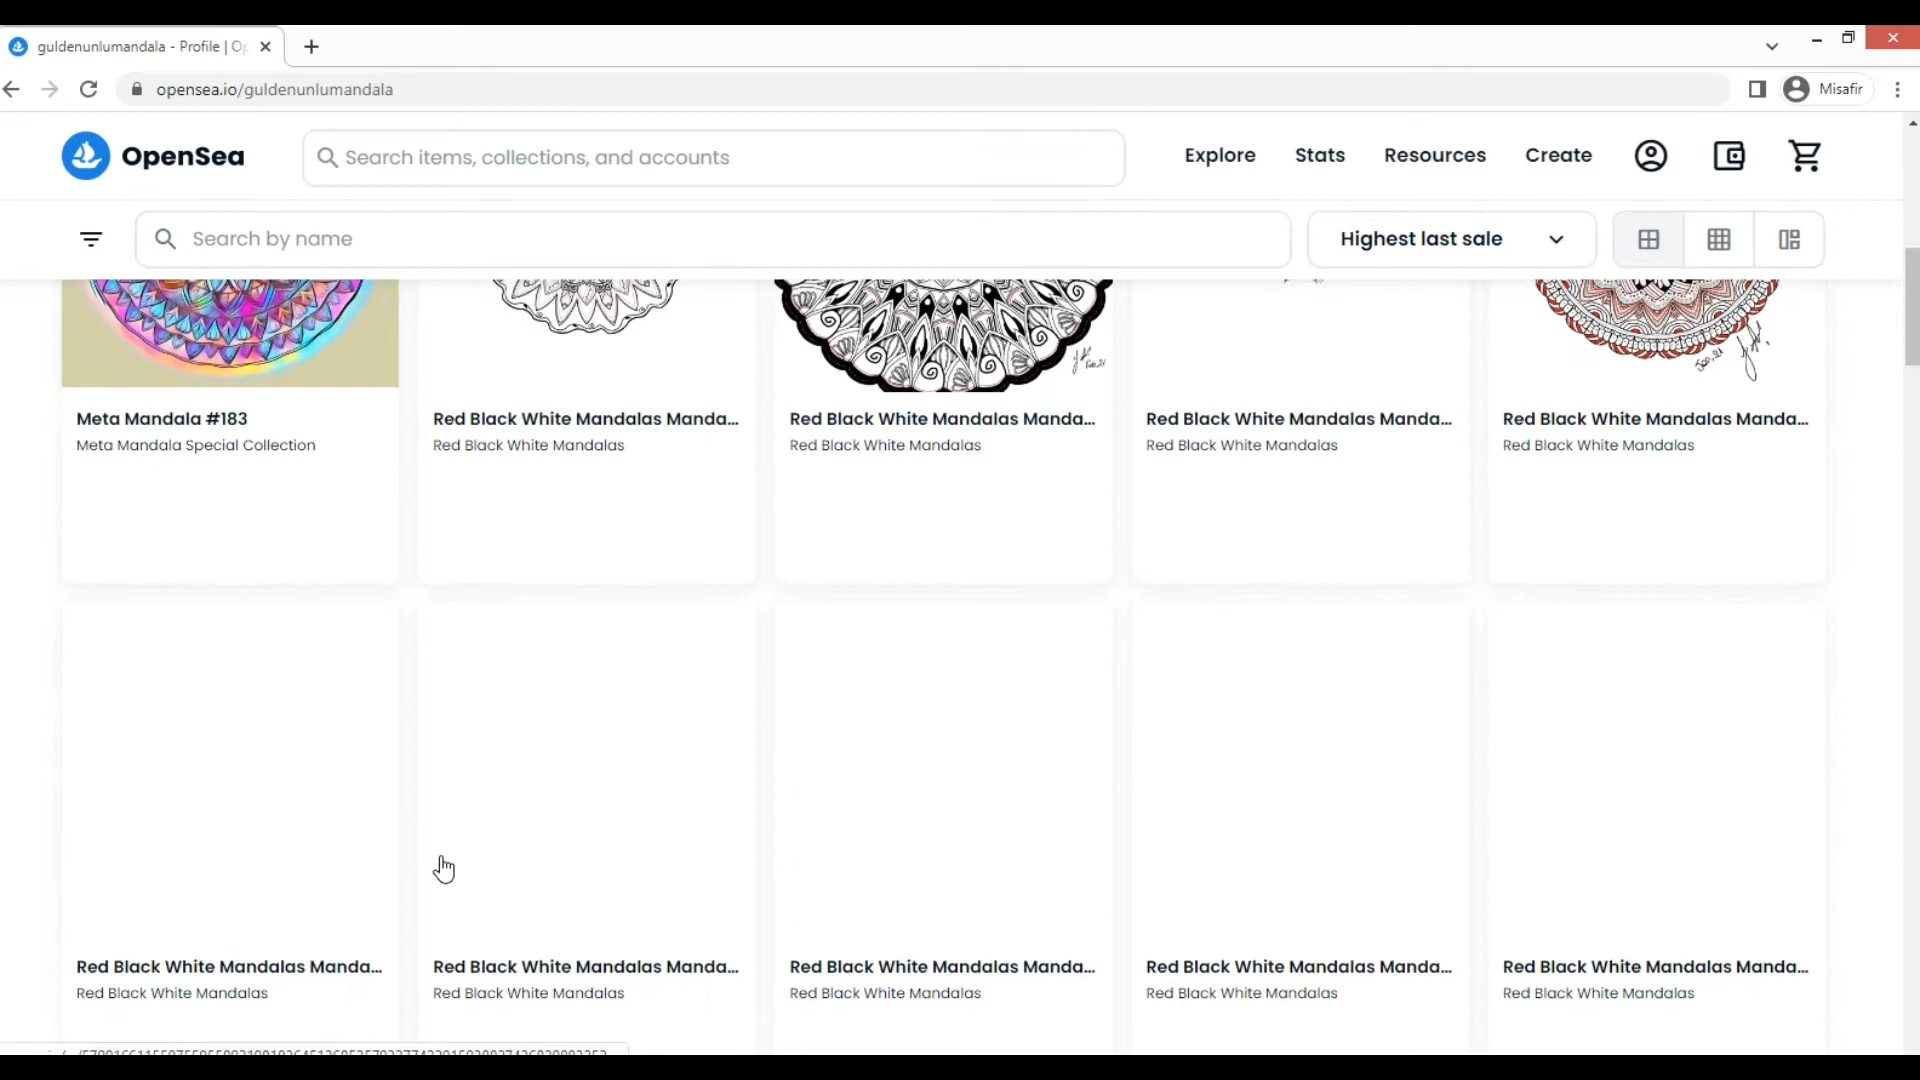 guldenunlumandala - Profile | Op
opensea.io/guldenunlumandala
Misafir
OpenSea
Search items, collections, and accounts
Explore
Stats
Resources
Create
Search by name
Highest last sale
Meta Mandala #183
Meta Mandala Special Collection
Red Black White Mandalas Manda...
Red Black White Mandalas
Red Black White Mandalas Manda...
Red Black White Mandalas
Red Black White Mandalas Manda...
Red Black White Mandalas
Red Black White Mandalas Manda...
Red Black White Mandalas
Red Black White Mandalas Manda...
Red Black White Mandalas
Red Black White Mandalas Manda...
Red Black White Mandalas
Red Black White Mandalas Manda...
Red Black White Mandalas
Red Black White Mandalas Manda...
Red Black White Mandalas
Red Black White Mandalas Manda...
Red Black White Mandalas